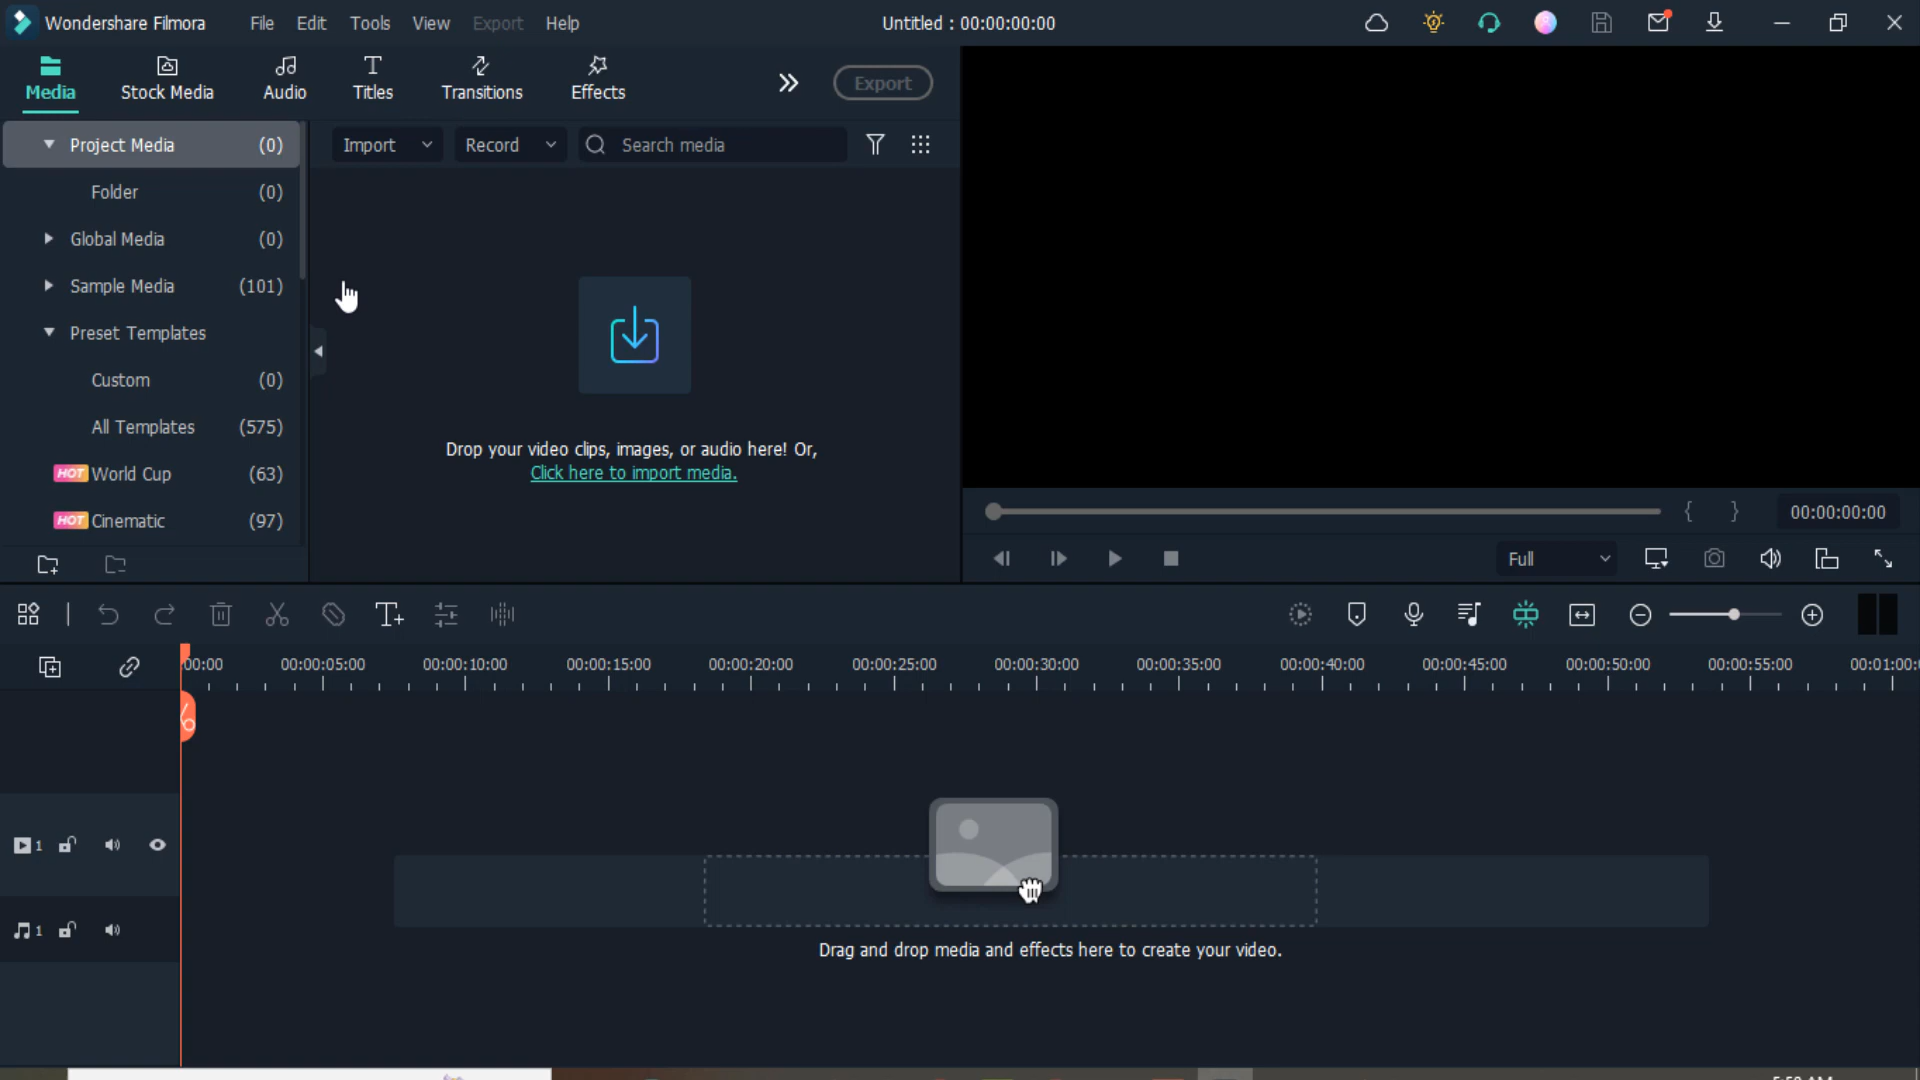 Wondershare Filmora File Edit Tools View Export Help Untitled : 00:00:00:00
Media Stock Media Audio Titles Transitions Effects Export
Project Media (0)
Folder (0)
Global Media (0)
Sample Media (101)
Preset Templates
Custom (0)
All Templates (575)
HOT World Cup (63)
HOT Cinematic (97)
Import Record Search media
Drop your video clips, images, or audio here! Or,
Click here to import media.
{ } 00:00:00:00
Full
00:00 00:00:05:00 00:00:10:00 00:00:15:00 00:00:20:00 00:00:25:00 00:00:30:00 00:00:35:00 00:00:40:00 00:00:45:00 00:00:50:00 00:00:55:00 00:01:00:
1
1
Drag and drop media and effects here to create your video.